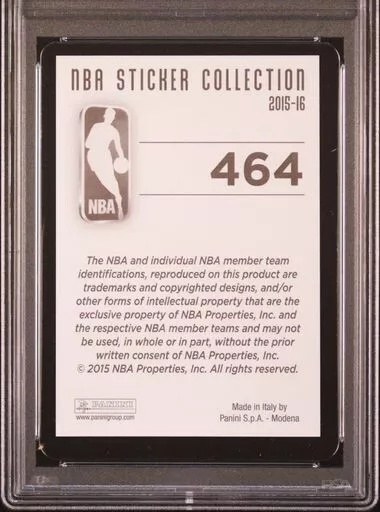 NBA STICKER COLLECTION
2015-16
464
NBA
The NBA and individual NBA member team
identifications, reproduced on this product are
trademarks and copyrighted designs, and/or
other forms of intellectual property that are the
exclusive property of NBA Properties, Inc. and
the respective NBA member teams and may not
be used, in whole or in part, without the prior
written consent of NBA Properties, Inc.
© 2015 NBA Properties, Inc. All rights reserved.
PANINI
www.paninigroup.com
Made in Italy by
Panini S.p.A. - Modena